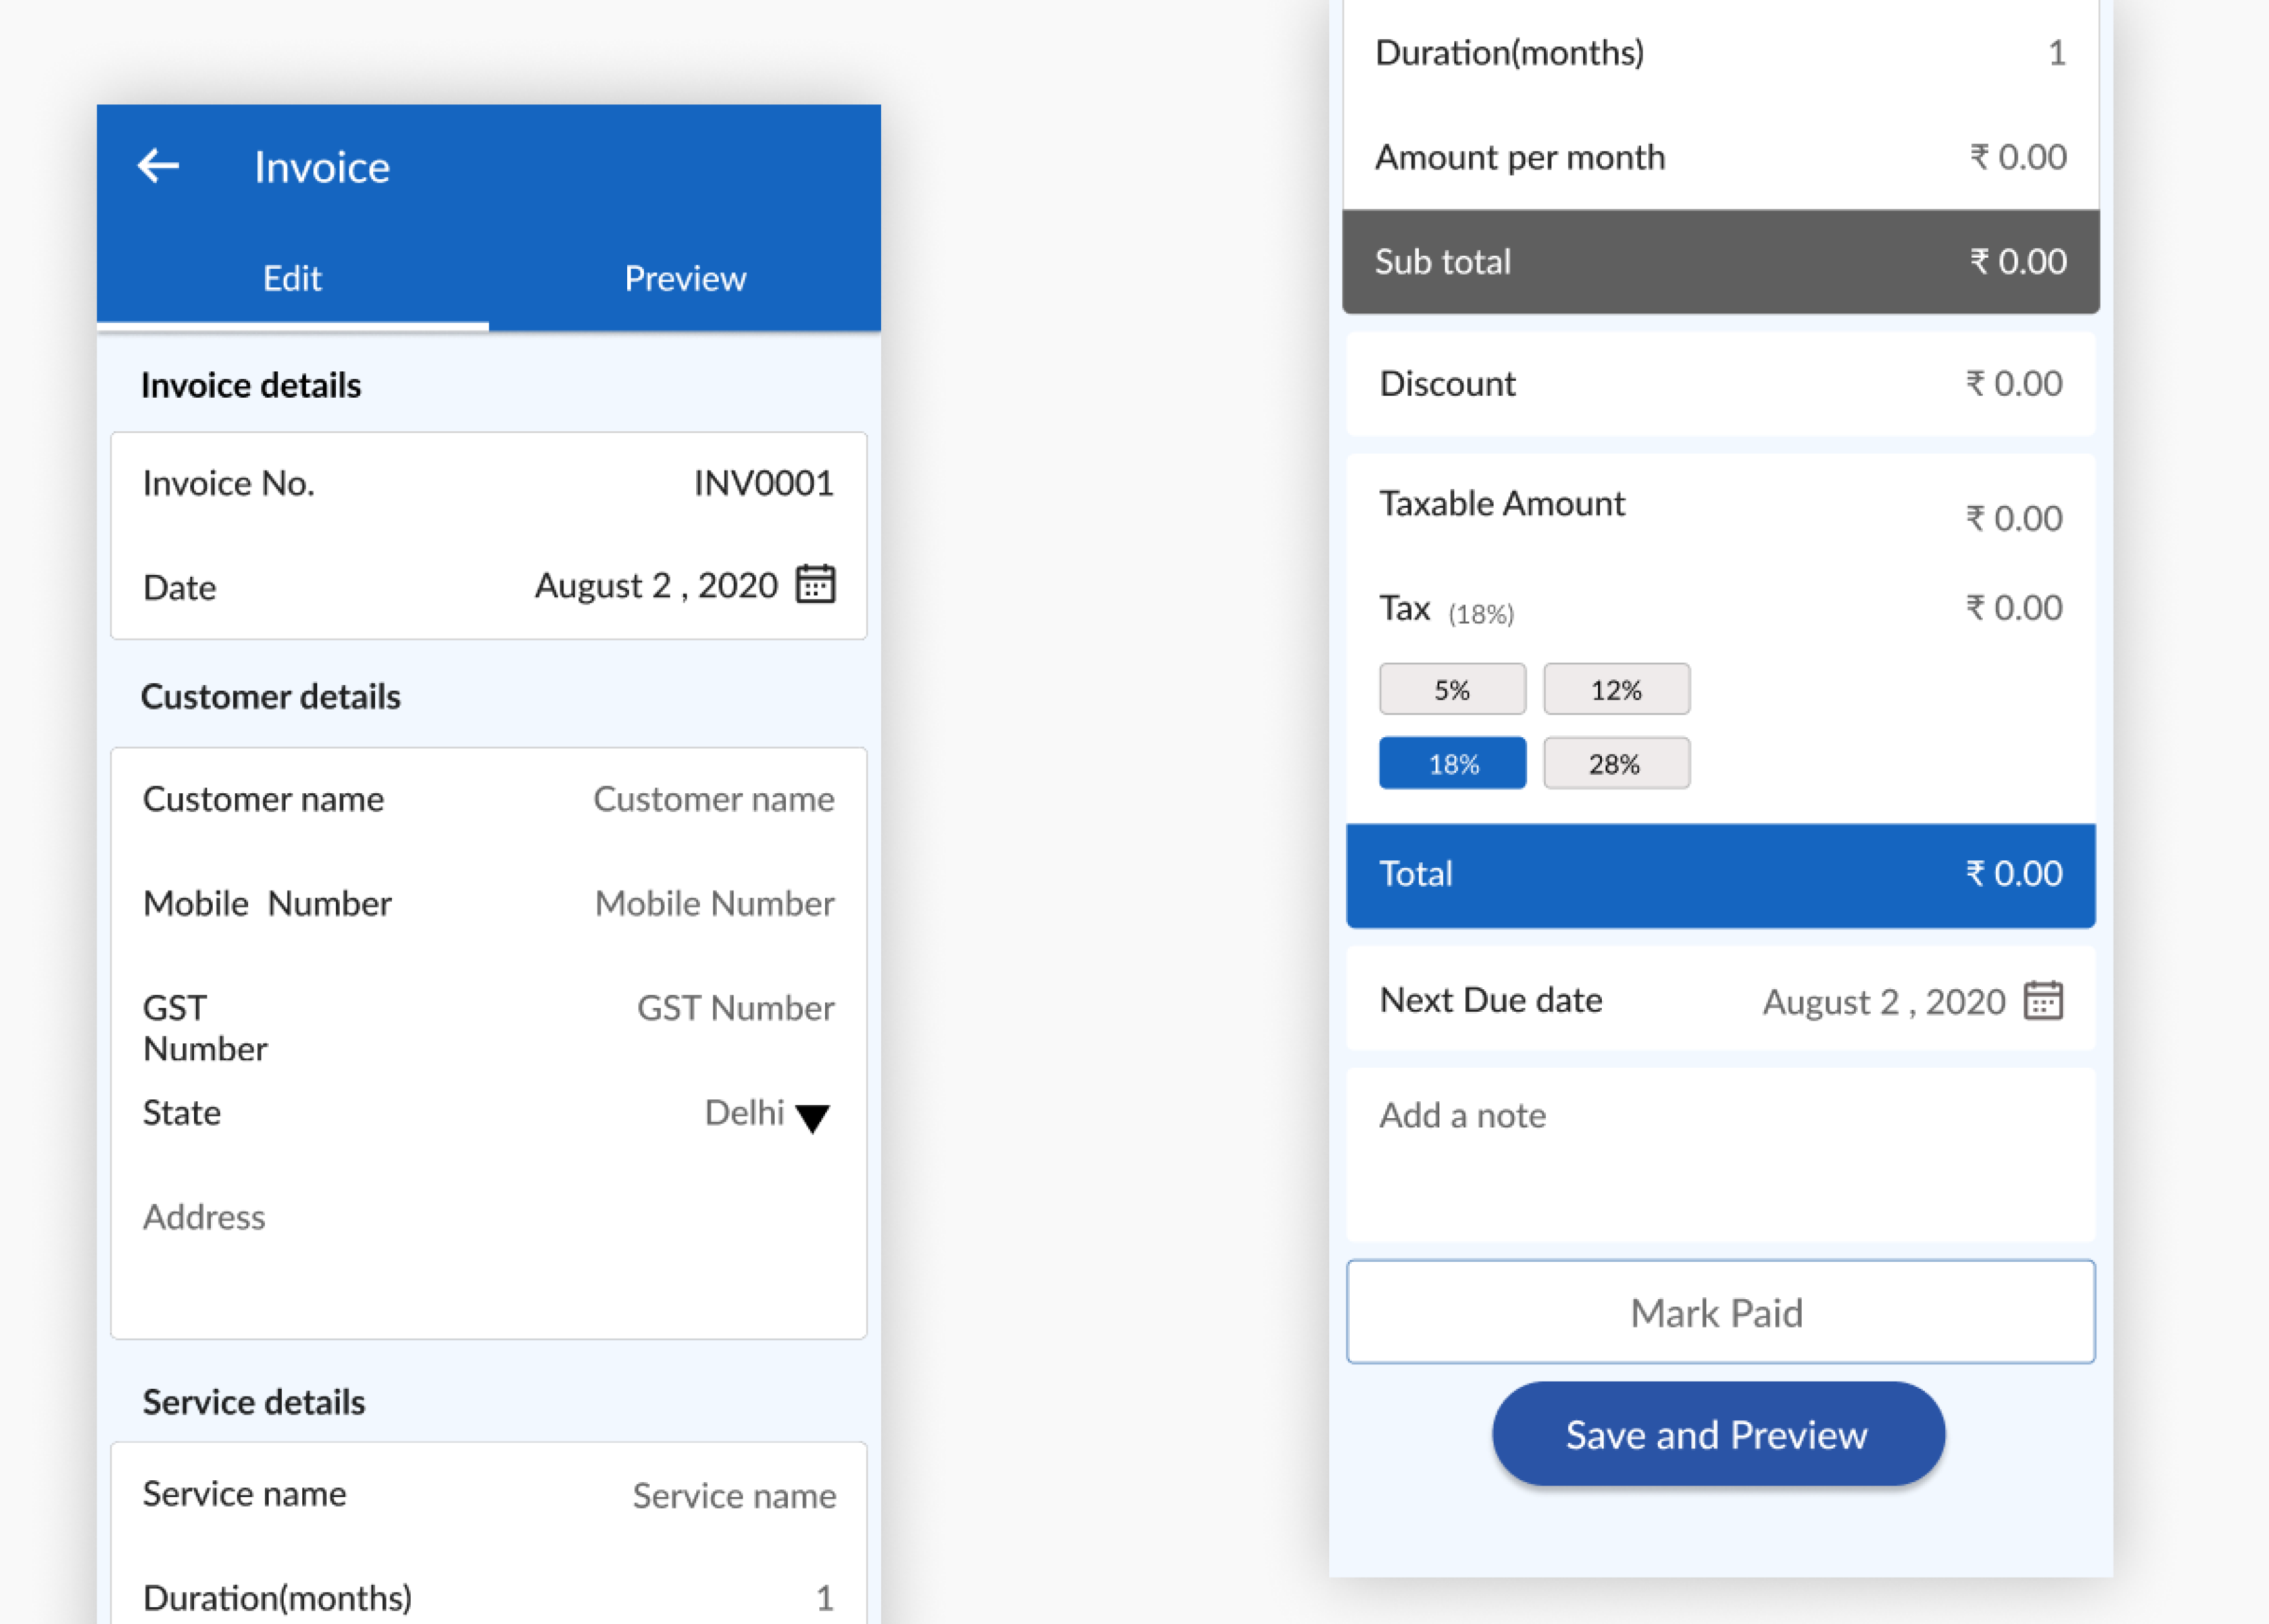 Invoice
Edit Preview
Invoice details
Invoice No. INV0001
Date August 2 , 2020
Customer details
Customer name Customer name
Mobile Number Mobile Number
GST Number GST Number
State Delhi
Address
Service details
Service name Service name
Duration(months) 1
Duration(months) 1
Amount per month ₹ 0.00
Sub total ₹ 0.00
Discount ₹ 0.00
Taxable Amount ₹ 0.00
Tax (18%) ₹ 0.00
5% 12%
18% 28%
Total ₹ 0.00
Next Due date August 2 , 2020
Add a note
Mark Paid
Save and Preview